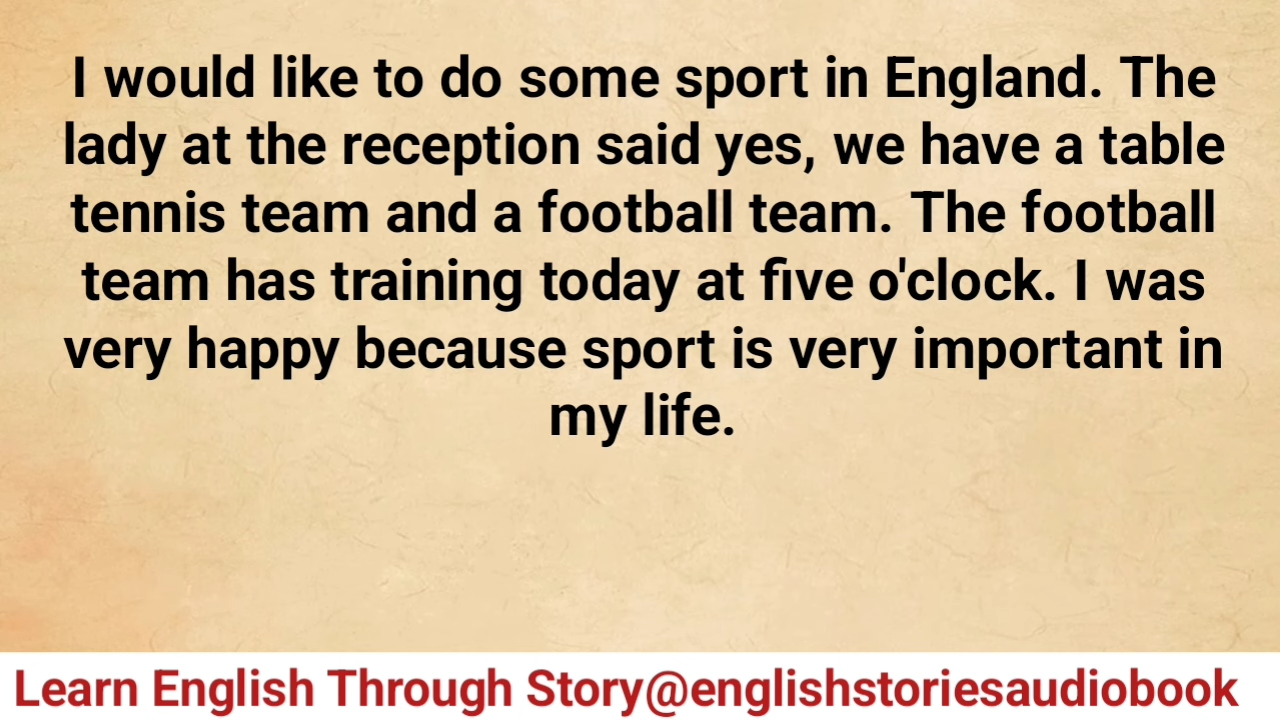 I would like to do some sport in England. The
lady at the reception said yes, we have a table
tennis team and a football team. The football
team has training today at five o'clock. I was
very happy because sport is very important in
my life.
Learn English Through Story@englishstoriesaudiobook